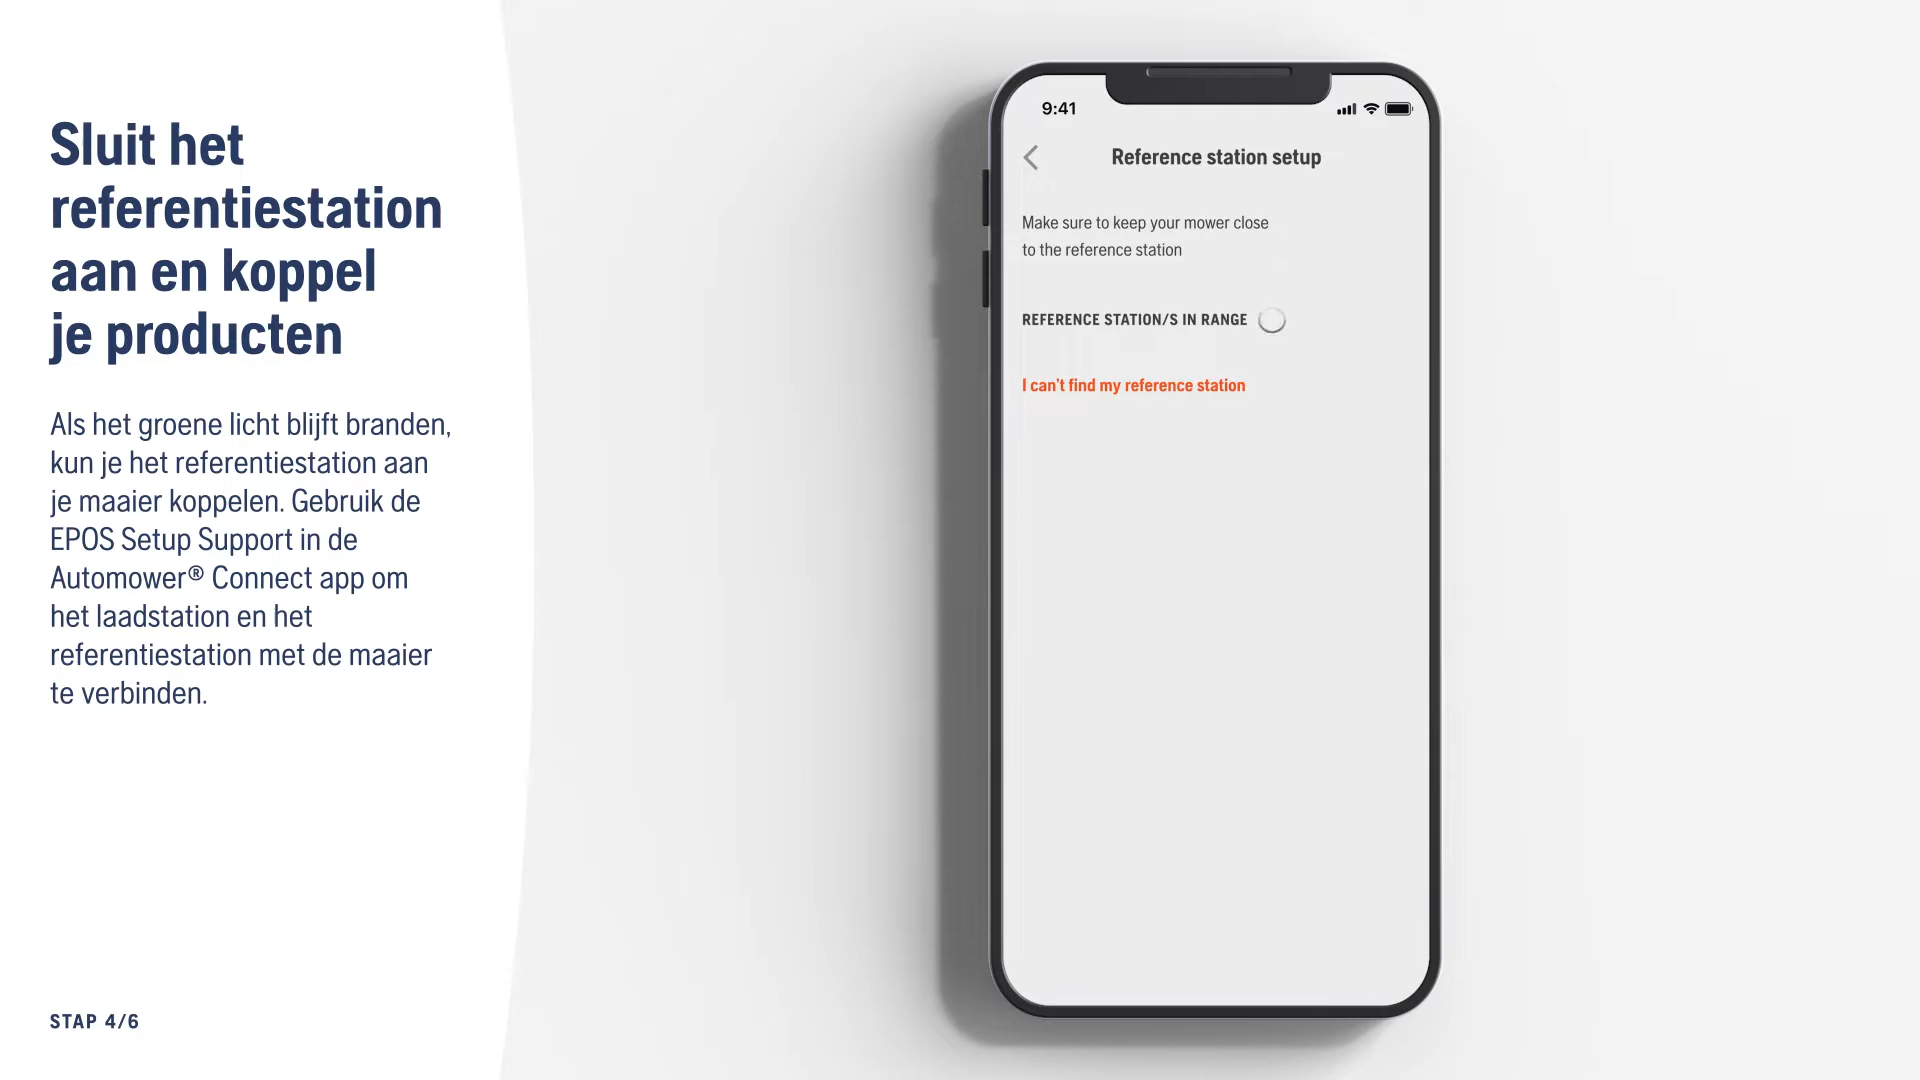 Sluit het
referentiestation
aan en koppel
je producten
Als het groene licht blijft branden,
kun je het referentiestation aan
je maaier koppelen. Gebruik de
EPOS Setup Support in de
Automower® Connect app om
het laadstation en het
referentiestation met de maaier
te verbinden.
STAP 4/6
9:41
Reference station setup
Make sure to keep your mower close
to the reference station
REFERENCE STATION/S IN RANGE
I can't find my reference station